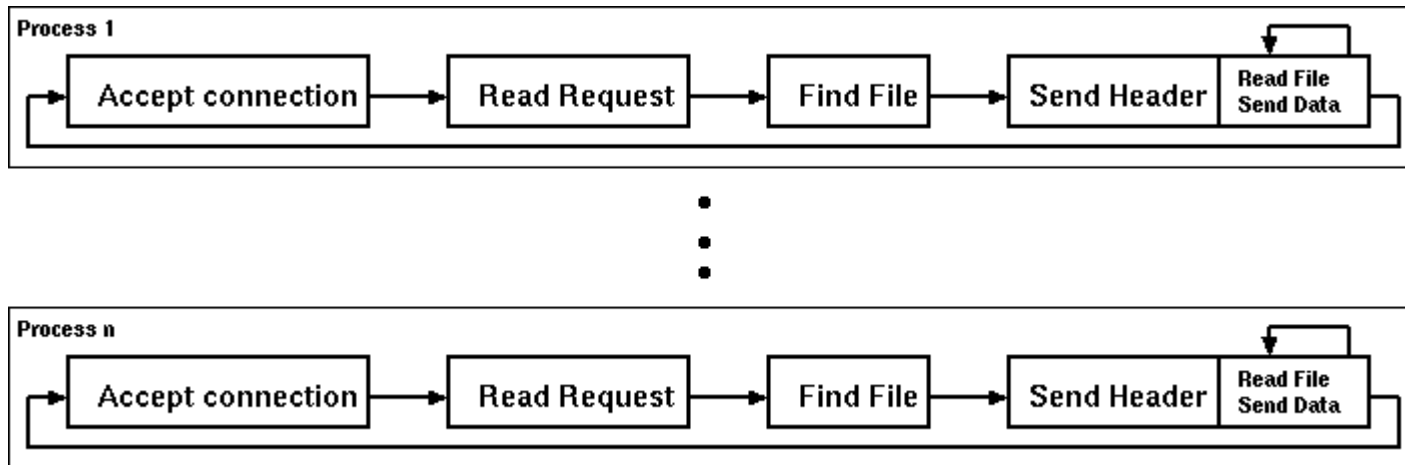 Process 1
Accept connection
Read Request
Find File
Send Header
Read File
Send Data
Process n
Accept connection
Read Request
Find File
Send Header
Read File
Send Data